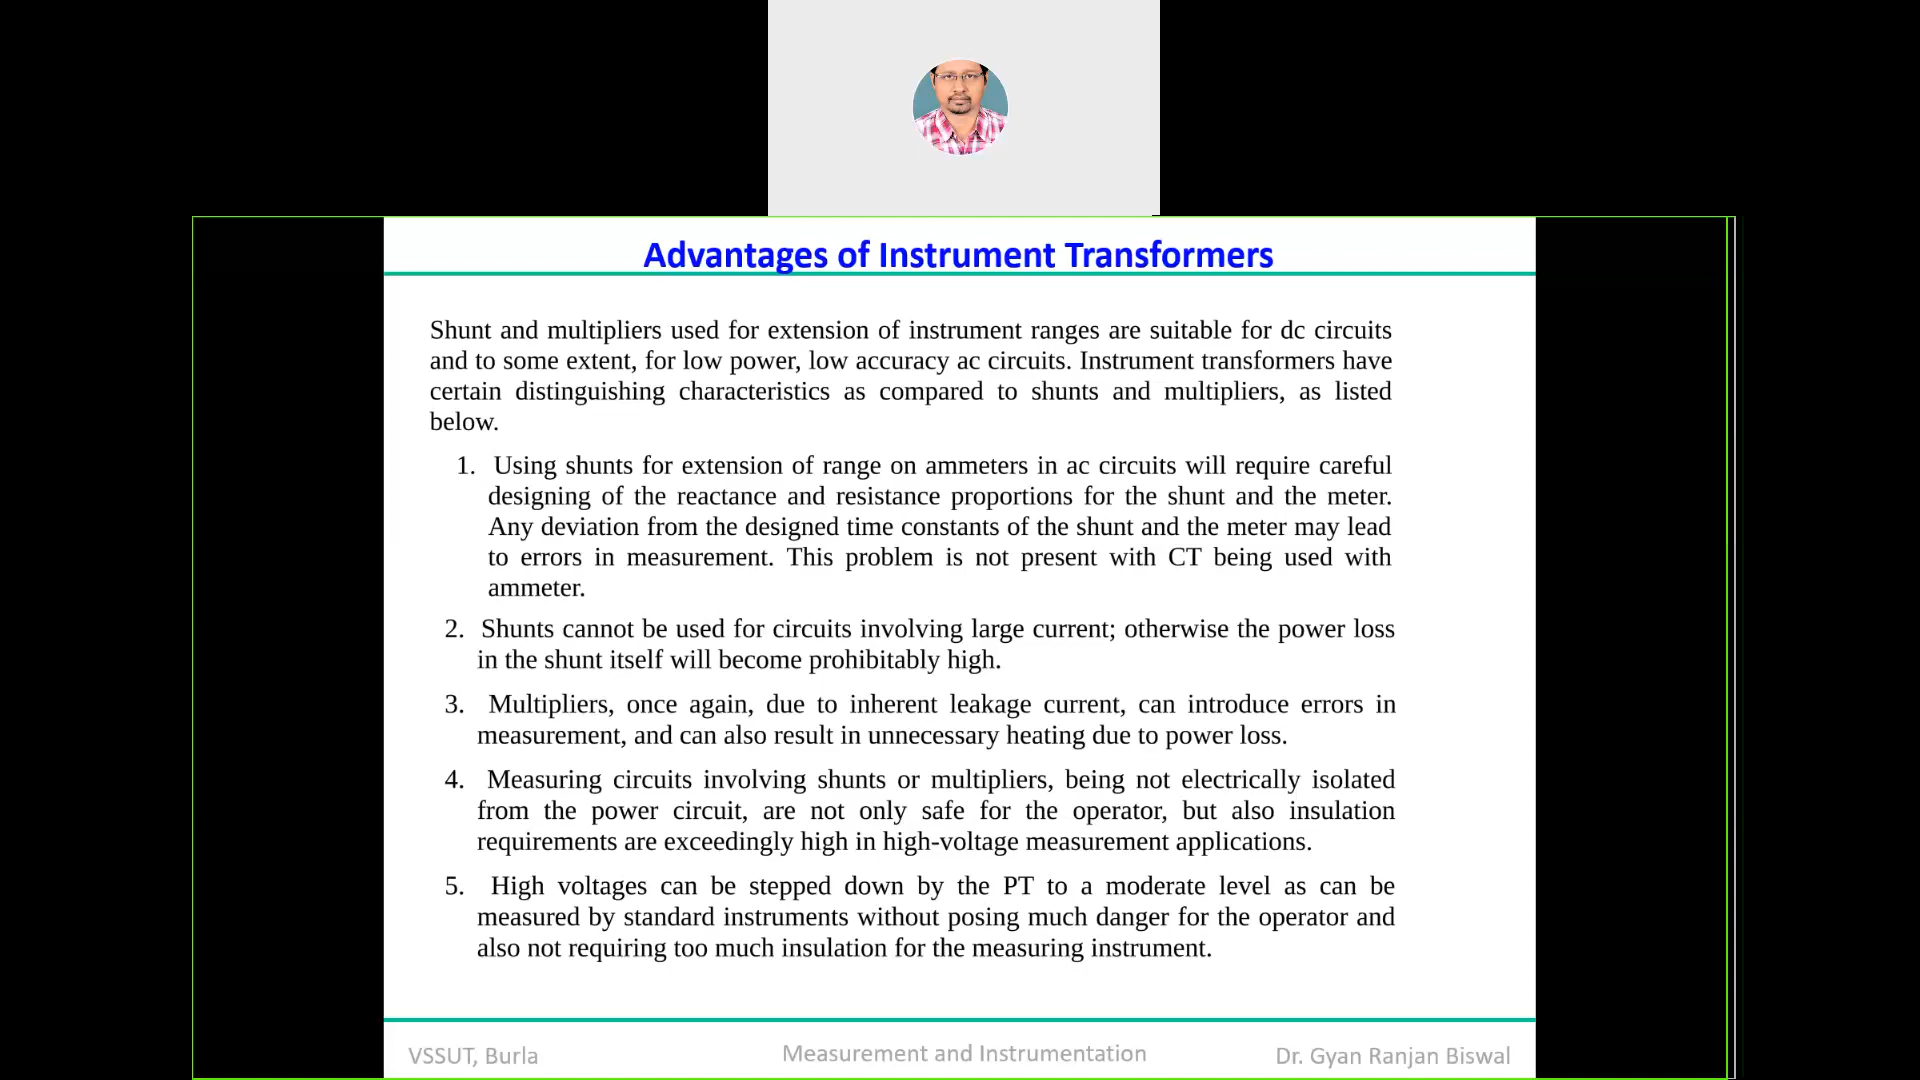 Advantages of Instrument Transformers
Shunt and multipliers used for extension of instrument ranges are suitable for dc circuits
and to some extent, for low power, low accuracy ac circuits. Instrument transformers have
certain distinguishing characteristics as compared to shunts and multipliers, as listed
below.
1. Using shunts for extension of range on ammeters in ac circuits will require careful
designing of the reactance and resistance proportions for the shunt and the meter.
Any deviation from the designed time constants of the shunt and the meter may lead
to errors in measurement. This problem is not present with CT being used with
ammeter.
2. Shunts cannot be used for circuits involving large current; otherwise the power loss
in the shunt itself will become prohibitably high.
3. Multipliers, once again, due to inherent leakage current, can introduce errors in
measurement, and can also result in unnecessary heating due to power loss.
4. Measuring circuits involving shunts or multipliers, being not electrically isolated
from the power circuit, are not only safe for the operator, but also insulation
requirements are exceedingly high in high-voltage measurement applications.
5. High voltages can be stepped down by the PT to a moderate level as can be
measured by standard instruments without posing much danger for the operator and
also not requiring too much insulation for the measuring instrument.
VSSUT, Burla
Measurement and Instrumentation
Dr. Gyan Ranjan Biswal